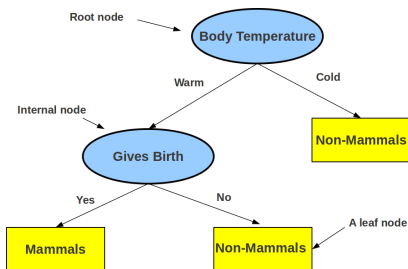 Root node
Body Temperature
Warm
Cold
Internal node
Non-Mammals
Gives Birth
Yes
No
A leaf node
Mammals
Non-Mammals